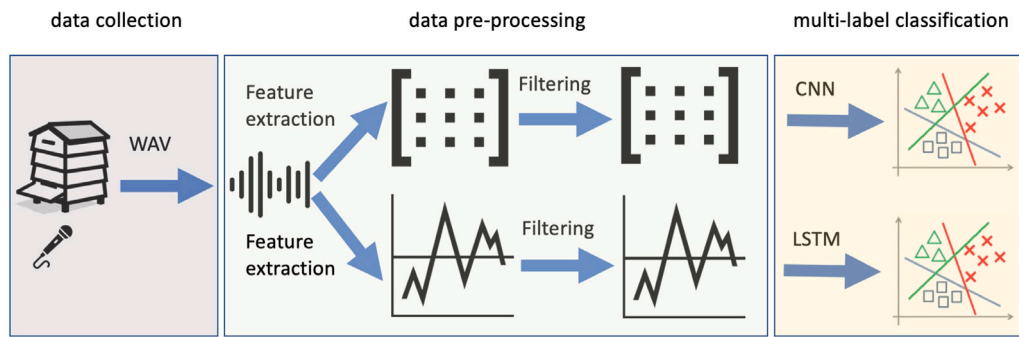 data collection
data pre-processing
multi-label classification
WAV
Feature
extraction
Filtering
CNN
Feature
extraction
Filtering
LSTM